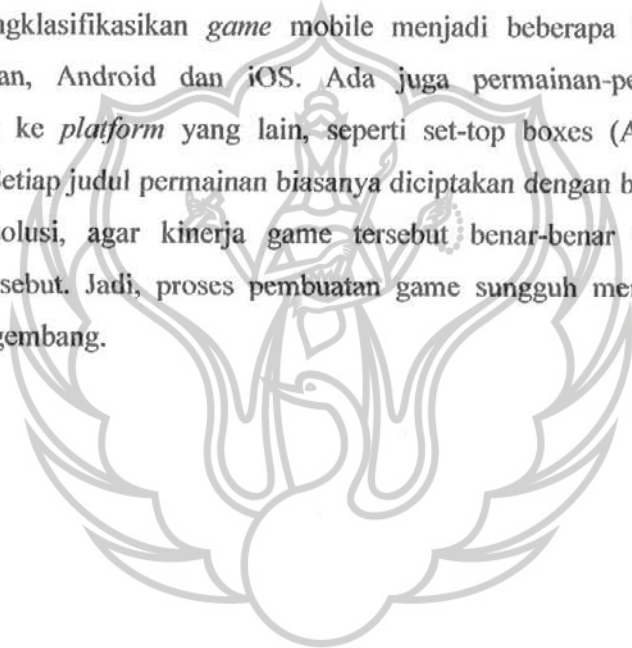 ngklasifikasikan game mobile menjadi beberapa
an, Android dan iOS. Ada juga permainan-pe
ke platform yang lain, seperti set-top boxes (A
Setiap judul permainan biasanya diciptakan dengan b
olusi, agar kinerja game tersebut benar-benar
sebut. Jadi, proses pembuatan game sungguh mer
gembang.